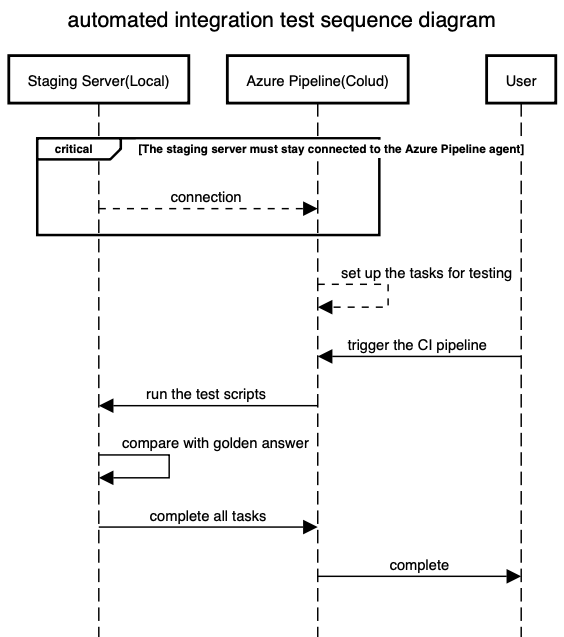 automated integration test sequence diagram
Staging Server(Local)
Azure Pipeline(Colud)
User
critical
[The staging server must stay connected to the Azure Pipeline agent]
connection
set up the tasks for testing
trigger the CI pipeline
run the test scripts
compare with golden answer
complete all tasks
complete